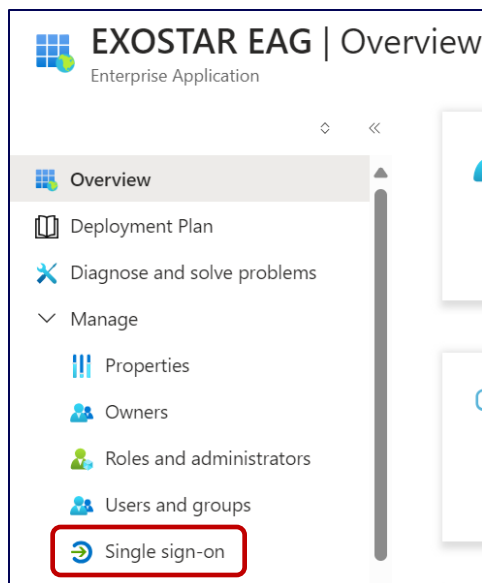 EXOSTAR EAG | Overview
Enterprise Application
Overview
Deployment Plan
Diagnose and solve problems
Manage
Properties
Owners
Roles and administrators
Users and groups
Single sign-on